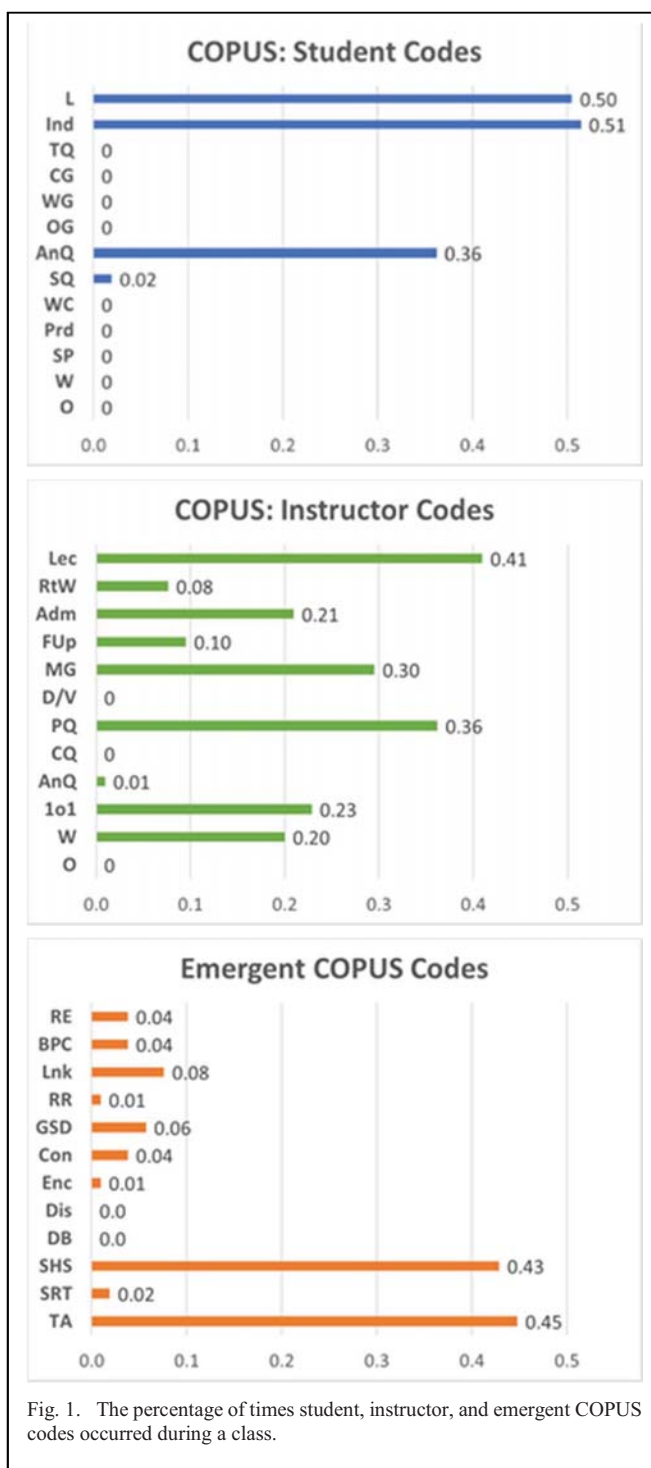 COPUS: Student Codes
L 0.50
Ind 0.51
TQ 0
CG 0
WG 0
OG 0
AnQ 0.36
SQ 0.02
WC 0
Prd 0
SP 0
W 0
O 0
0.0 0.1 0.2 0.3 0.4 0.5
COPUS: Instructor Codes
Lec 0.41
RtW 0.08
Adm 0.21
FUp 0.10
MG 0.30
D/V 0
PQ 0.36
CQ 0
AnQ 0.01
1o1 0.23
W 0.20
O 0
0.0 0.1 0.2 0.3 0.4 0.5
Emergent COPUS Codes
RE 0.04
BPC 0.04
Lnk 0.08
RR 0.01
GSD 0.06
Con 0.04
Enc 0.01
Dis 0.0
DB 0.0
SHS 0.43
SRT 0.02
TA 0.45
0.0 0.1 0.2 0.3 0.4 0.5
Fig. 1. The percentage of times student, instructor, and emergent COPUS
codes occurred during a class.